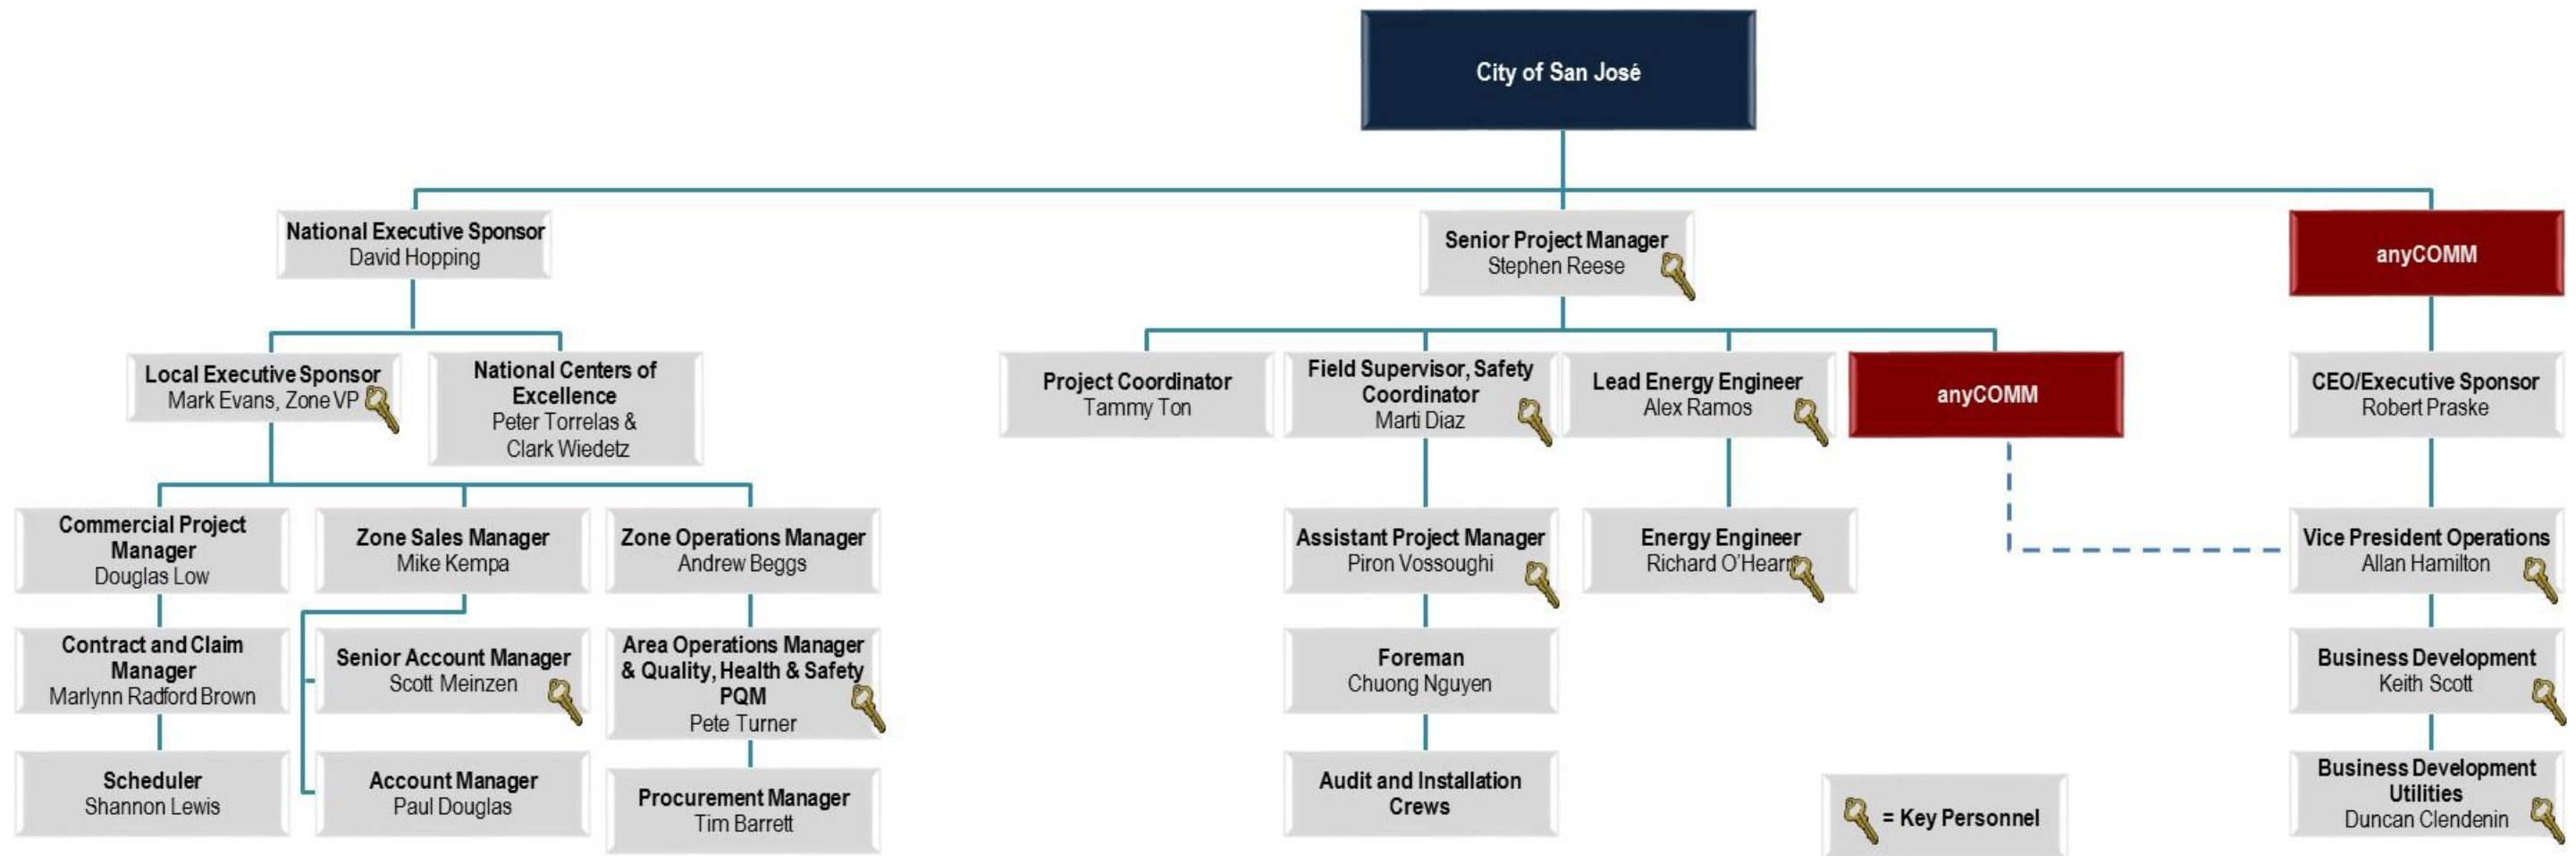 City of San José
National Executive Sponsor
David Hopping
Senior Project Manager
Stephen Reese
anyCOMM
Local Executive Sponsor
Mark Evans, Zone VP
National Centers of
Excellence
Peter Torrelas &
Clark Wiedetz
Project Coordinator
Tammy Ton
Field Supervisor, Safety
Coordinator
Marti Diaz
Lead Energy Engineer
Alex Ramos
anyCOMM
CEO/Executive Sponsor
Robert Praske
Commercial Project
Manager
Douglas Low
Zone Sales Manager
Mike Kempa
Zone Operations Manager
Andrew Beggs
Assistant Project Manager
Piron Vossoughi
Energy Engineer
Richard O'Hearn
Vice President Operations
Allan Hamilton
Contract and Claim
Manager
Marlynn Radford Brown
Senior Account Manager
Scott Meinzen
Area Operations Manager
& Quality, Health & Safety
PQM
Pete Turner
Foreman
Chuong Nguyen
Business Development
Keith Scott
Scheduler
Shannon Lewis
Account Manager
Paul Douglas
Procurement Manager
Tim Barrett
Audit and Installation
Crews
= Key Personnel
Business Development
Utilities
Duncan Clendenin